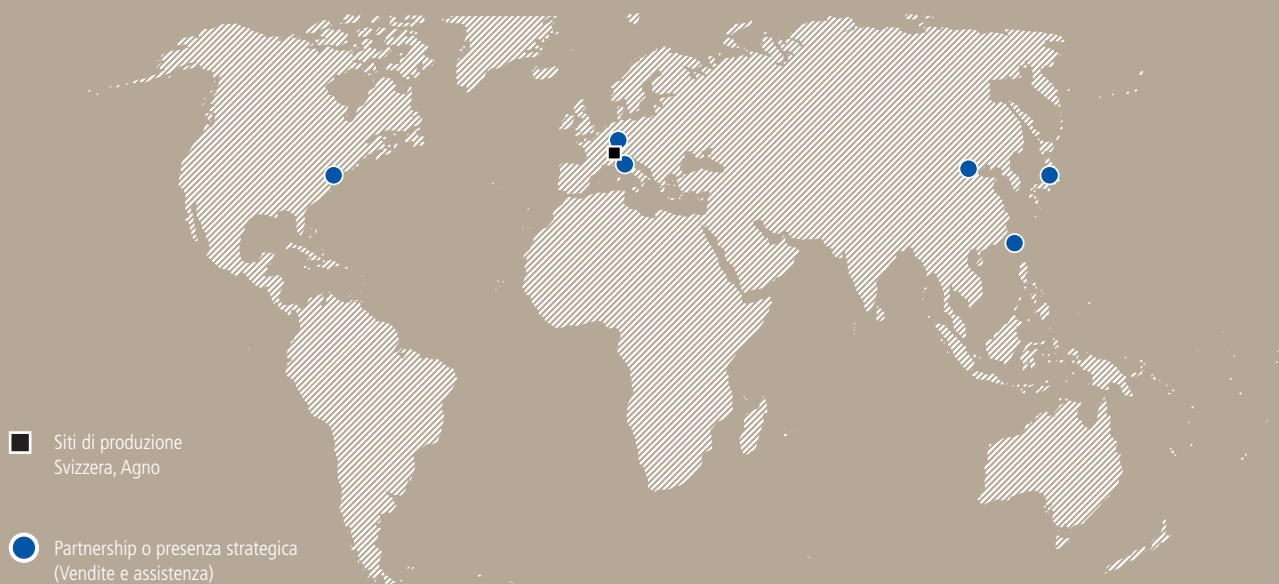 Siti di produzione
Svizzera, Agno
Partnership o presenza strategica
(Vendite e assistenza)